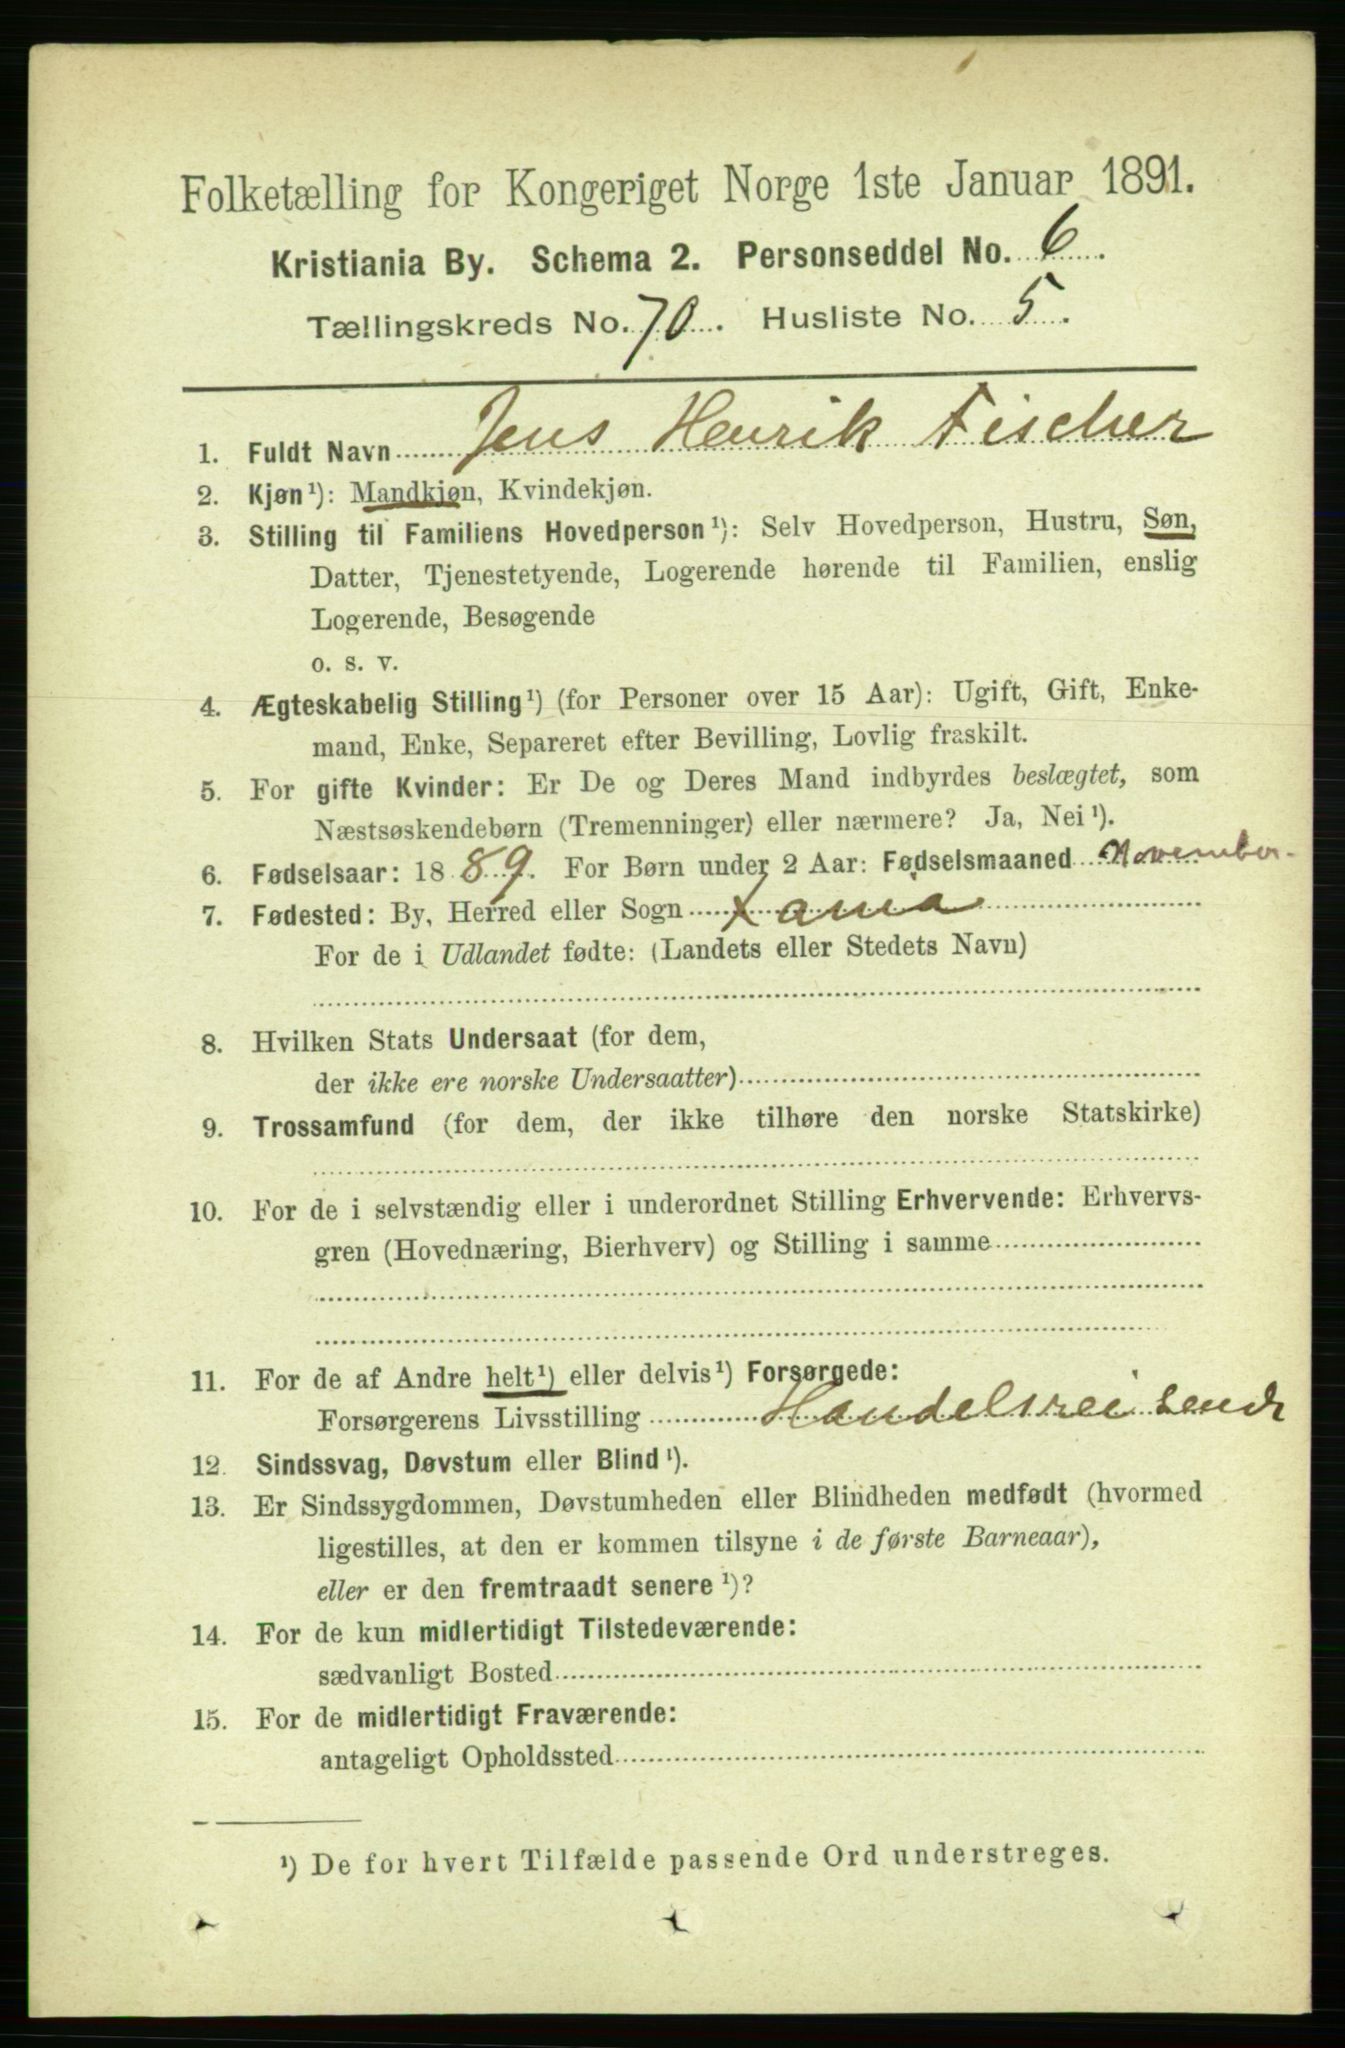 Folketælling for Kongeriget Norge 1ste Januar 1891.
Kristiania By. Schema 2. Personseddel No. 6.
Tællingskreds No. 70. Husliste No. 5.
1. Fuldt Navn Jens Henrik Fischer
2. Kjøn¹): Mandkjøn, Kvindekjøn.
3. Stilling til Familiens Hovedperson¹): Selv Hovedperson, Hustru, Søn,
Datter, Tjenestetyende, Logerende hørende til Familien, enslig
Logerende, Besøgende
o. s. v.
4. Ægteskabelig Stilling¹) (for Personer over 15 Aar): Ugift, Gift, Enke-
mand, Enke, Separeret efter Bevilling, Lovlig fraskilt.
5. For gifte Kvinder: Er De og Deres Mand indbyrdes beslægtet, som
Næstsøskendebørn (Tremenninger) eller nærmere? Ja, Nei¹).
6. Fødselsaar: 1889. For Børn under 2 Aar: Fødselsmaaned November.
7. Fødested: By, Herred eller Sogn Xania
For de i Udlandet fødte: (Landets eller Stedets Navn)
8. Hvilken Stats Undersaat (for dem,
der ikke ere norske Undersaatter)
9. Trossamfund (for dem, der ikke tilhøre den norske Statskirke)
10. For de i selvstændig eller i underordnet Stilling Erhvervende: Erhvervs-
gren (Hovednæring, Bierhverv) og Stilling i samme
11. For de af Andre helt¹) eller delvis¹) Forsørgede:
Forsørgerens Livsstilling Handelsreisende
12. Sindssvag, Døvstum eller Blind¹).
13. Er Sindssygdommen, Døvstumheden eller Blindheden medfødt (hvormed
ligestilles, at den er kommen tilsyne i de første Barneaar),
eller er den fremtraadt senere¹)?
14. For de kun midlertidigt Tilstedeværende:
sædvanligt Bosted
15. For de midlertidigt Fraværende:
antageligt Opholdssted
¹) De for hvert Tilfælde passende Ord understreges.